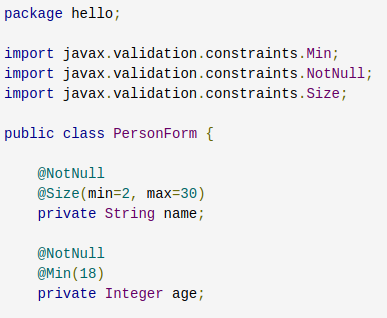 package hello;
import javax.validation.constraints.Min;
import javax.validation.constraints.NotNull;
import javax.validation.constraints.Size;
public class PersonForm {
@NotNull
@Size(min=2, max=30)
private String name;
@NotNull
@Min(18)
private Integer age;